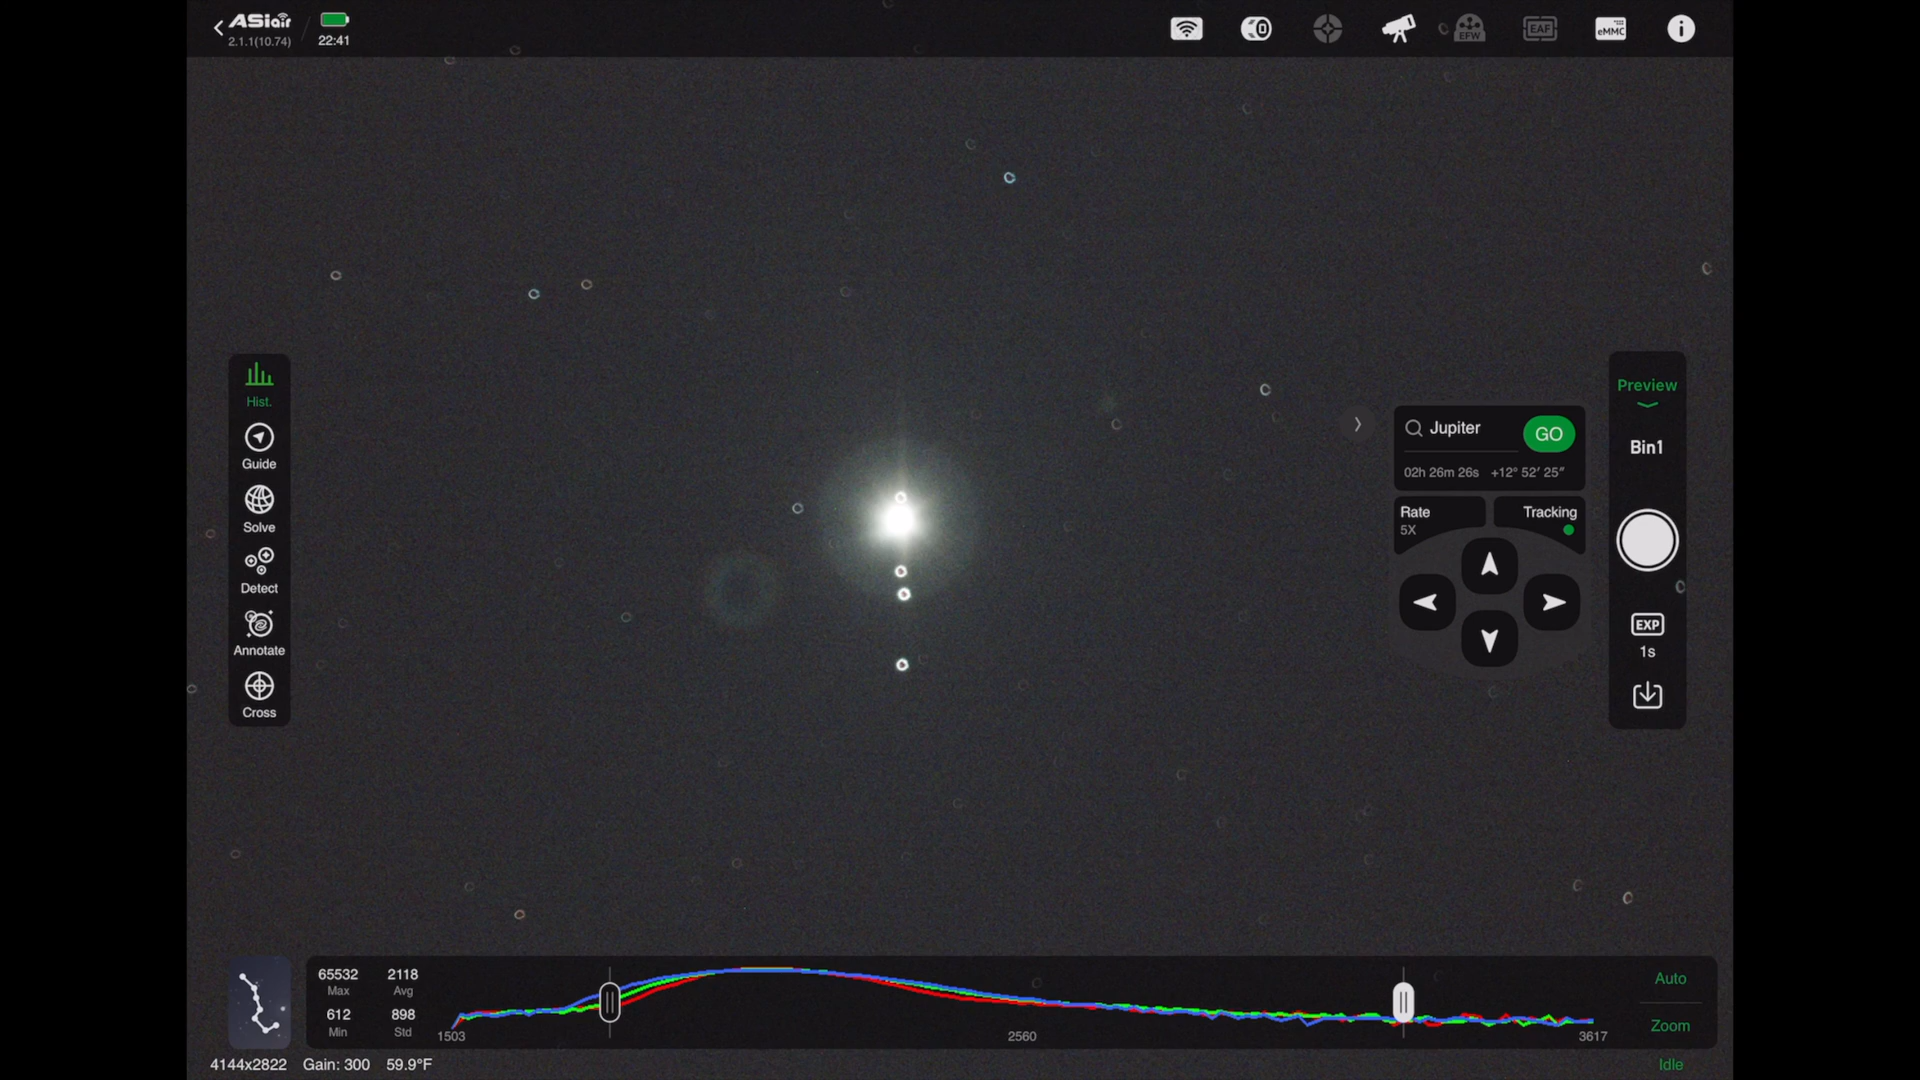 ASiair
2.1.1(10.74)
22:41
EFW
EAF
eMMC
Hist.
Guide
Solve
Detect
Annotate
Cross
Jupiter
GO
02h 26m 26s +12° 52′ 25″
Rate
5X
Tracking
Preview
Bin1
EXP
1s
65532 2118
Max Avg
612 898
Min Std
1503 2560 3617
Auto
Zoom
4144x2822 Gain: 300 59.9°F
Idle